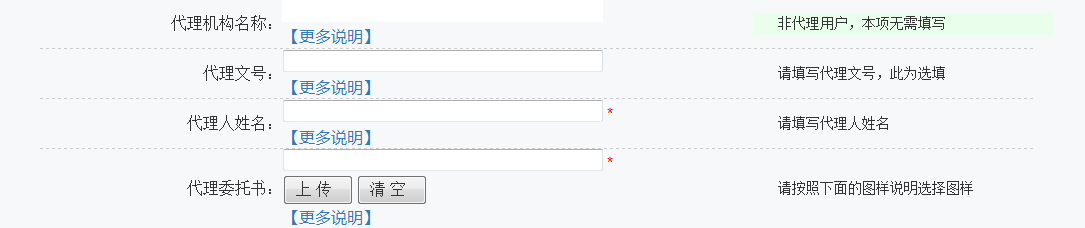 代理机构名称： 非代理用户，本项无需填写
【更多说明】
代理文号： 请填写代理文号，此为选填
【更多说明】
代理人姓名： * 请填写代理人姓名
【更多说明】
*
代理委托书： 上传 清空 请按照下面的图样说明选择图样
【更多说明】